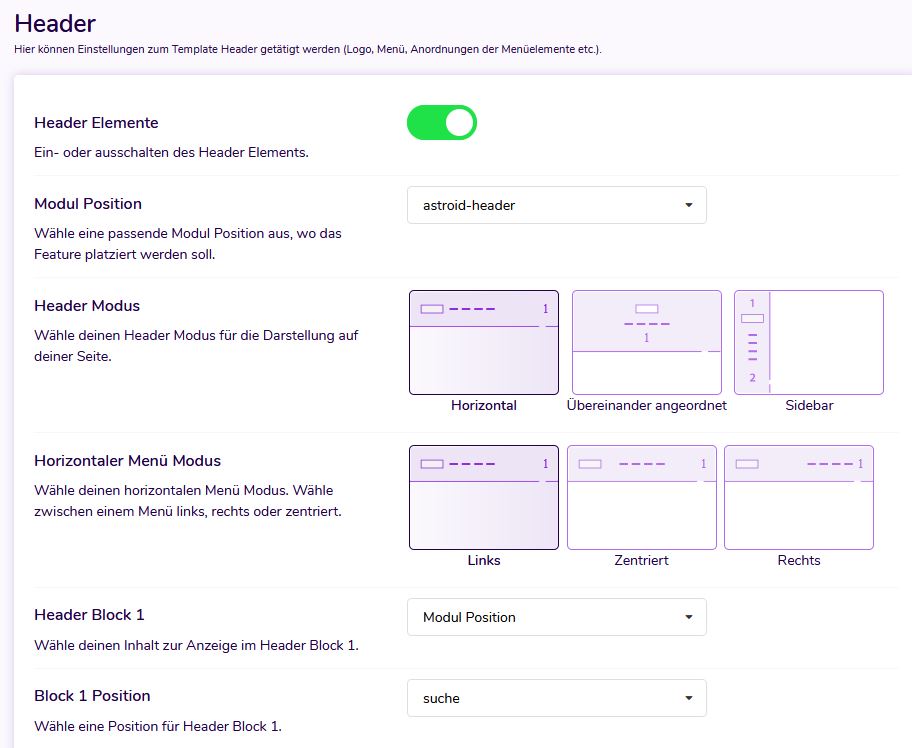 Header
Hier können Einstellungen zum Template Header getätigt werden (Logo, Menü, Anordnungen der Menüelemente etc.).
Header Elemente
Ein- oder ausschalten des Header Elements.
Modul Position
astroid-header
Wähle eine passende Modul Position aus, wo das
Feature platziert werden soll.
Header Modus
Wähle deinen Header Modus für die Darstellung auf
deiner Seite.
1
1
1
2
Horizontal
Übereinander angeordnet
Sidebar
Horizontaler Menü Modus
Wähle deinen horizontalen Menü Modus. Wähle
zwischen einem Menü links, rechts oder zentriert.
1
1
1
Links
Zentriert
Rechts
Header Block 1
Modul Position
Wähle deinen Inhalt zur Anzeige im Header Block 1.
Block 1 Position
suche
Wähle eine Position für Header Block 1.